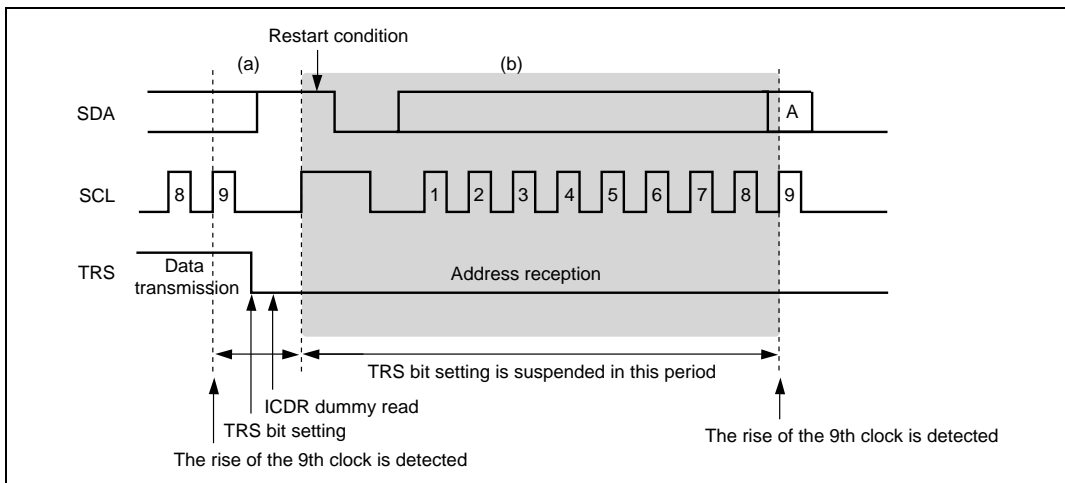 Restart condition
(a)
(b)
SDA
A
SCL
8
9
1
2
3
4
5
6
7
8
9
TRS
Data
transmission
Address reception
TRS bit setting is suspended in this period
ICDR dummy read
TRS bit setting
The rise of the 9th clock is detected
The rise of the 9th clock is detected